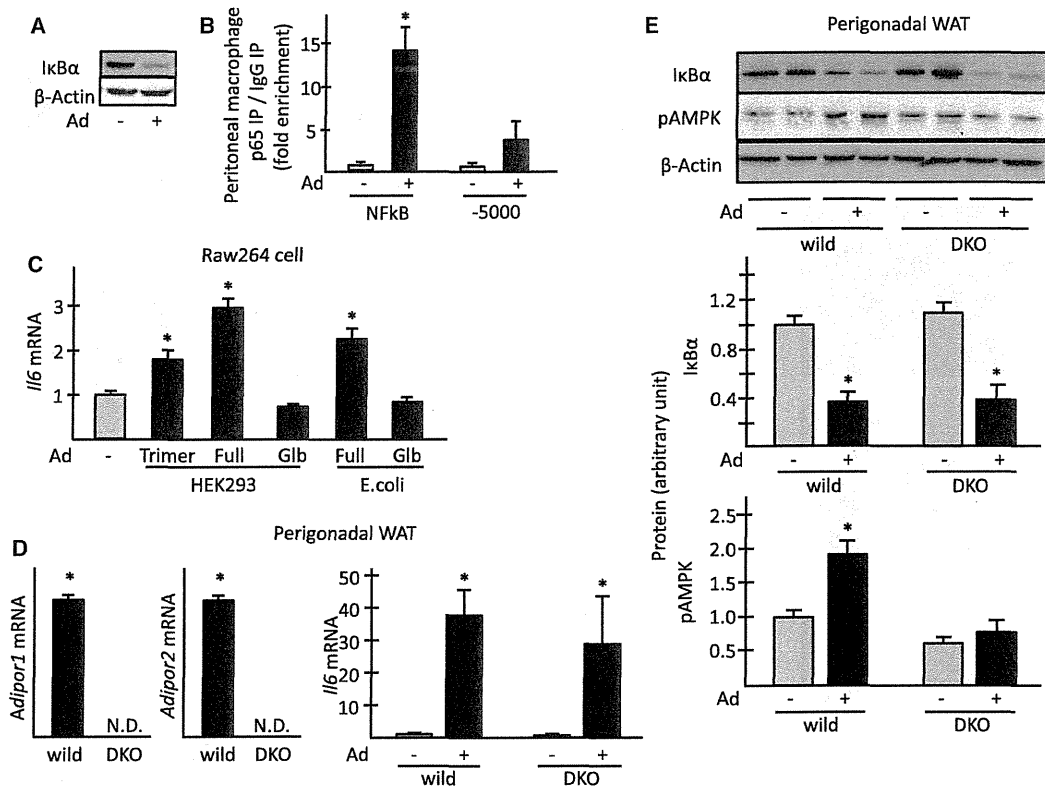 A
IκBα
β-Actin
Ad - +
B
Peritoneal macrophage
p65 IP / IgG IP
(fold enrichment)
15
10
5
Ad - + - +
NFkB -5000
C
Raw264 cell
Il6 mRNA
3
2
1
* * *
Ad - Trimer Full Glb Full Glb
HEK293 E.coli
D
Perigonadal WAT
Adipor1 mRNA
*
N.D.
wild DKO
Adipor2 mRNA
*
N.D.
wild DKO
Il6 mRNA
50
40
30
20
10
* *
Ad - + - +
wild DKO
E
Perigonadal WAT
IκBα
pAMPK
β-Actin
Ad - + - +
wild DKO
Protein (arbitrary unit)
IκBα
1.2
0.8
0.4
* *
- + - +
wild DKO
pAMPK
2.5
2.0
1.5
1.0
0.5
*
Ad - + - +
wild DKO